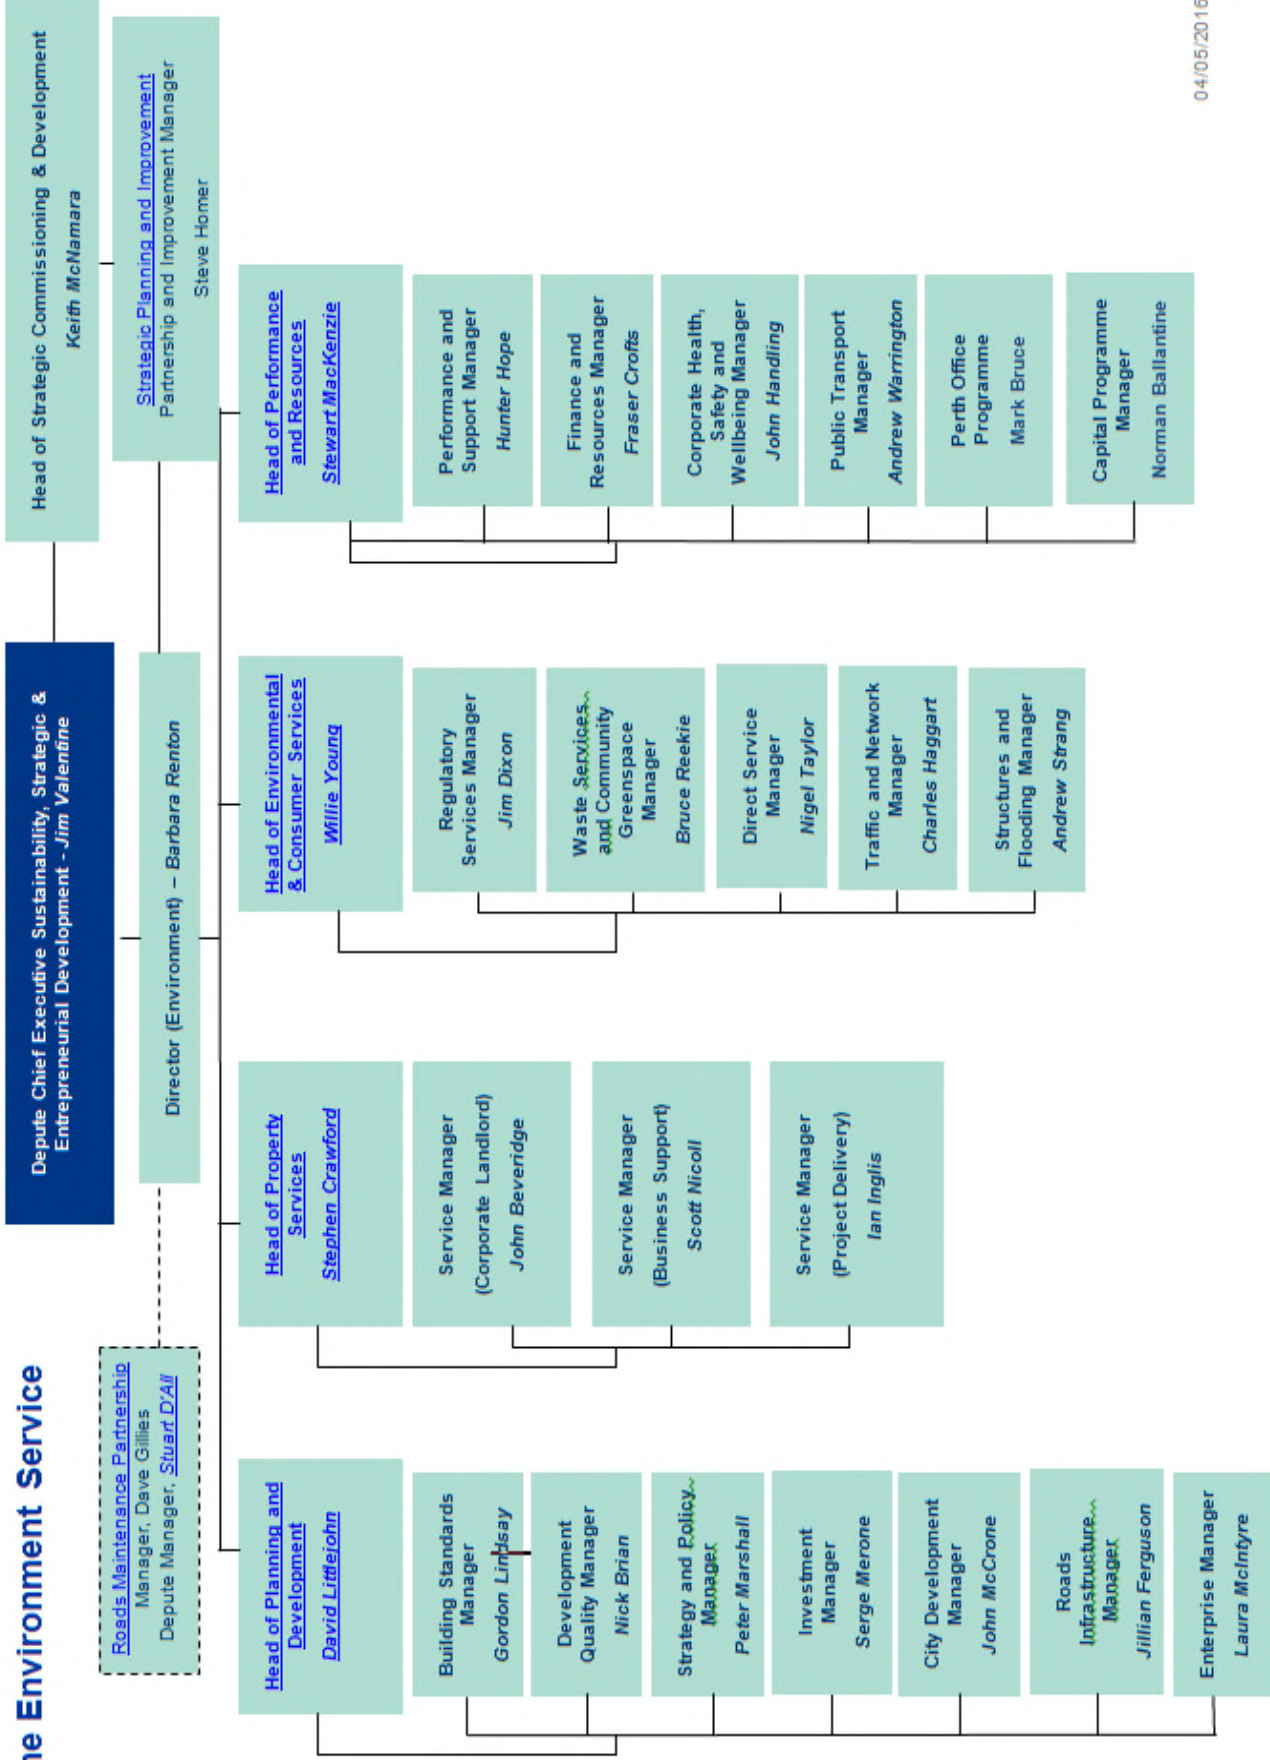 ne Environment Service
Depute Chief Executive Sustainability, Strategic &
Entrepreneurial Development - Jim Valentine
Head of Strategic Commissioning & Development
Keith McNamara
Roads Maintenance Partnership
Manager, Dave Gillies
Depute Manager, Stuart D'All
Director (Environment) – Barbara Renton
Strategic Planning and Improvement
Partnership and Improvement Manager
Steve Homer
Head of Planning and
Development
David Littlejohn
Building Standards
Manager
Gordon Lindsay
Development
Quality Manager
Nick Brian
Strategy and Policy
Manager
Peter Marshall
Investment
Manager
Serge Merone
City Development
Manager
John McCrone
Roads
Infrastructure
Manager
Jillian Ferguson
Enterprise Manager
Laura McIntyre
Head of Property
Services
Stephen Crawford
Service Manager
(Corporate Landlord)
John Beveridge
Service Manager
(Business Support)
Scott Nicoll
Service Manager
(Project Delivery)
Ian Inglis
Head of Environmental
& Consumer Services
Willie Young
Regulatory
Services Manager
Jim Dixon
Waste Services
and Community
Greenspace
Manager
Bruce Reekie
Direct Service
Manager
Nigel Taylor
Traffic and Network
Manager
Charles Haggart
Structures and
Flooding Manager
Andrew Strang
Head of Performance
and Resources
Stewart MacKenzie
Performance and
Support Manager
Hunter Hope
Finance and
Resources Manager
Fraser Crofts
Corporate Health,
Safety and
Wellbeing Manager
John Handling
Public Transport
Manager
Andrew Warrington
Perth Office
Programme
Mark Bruce
Capital Programme
Manager
Norman Ballantine
04/05/2016